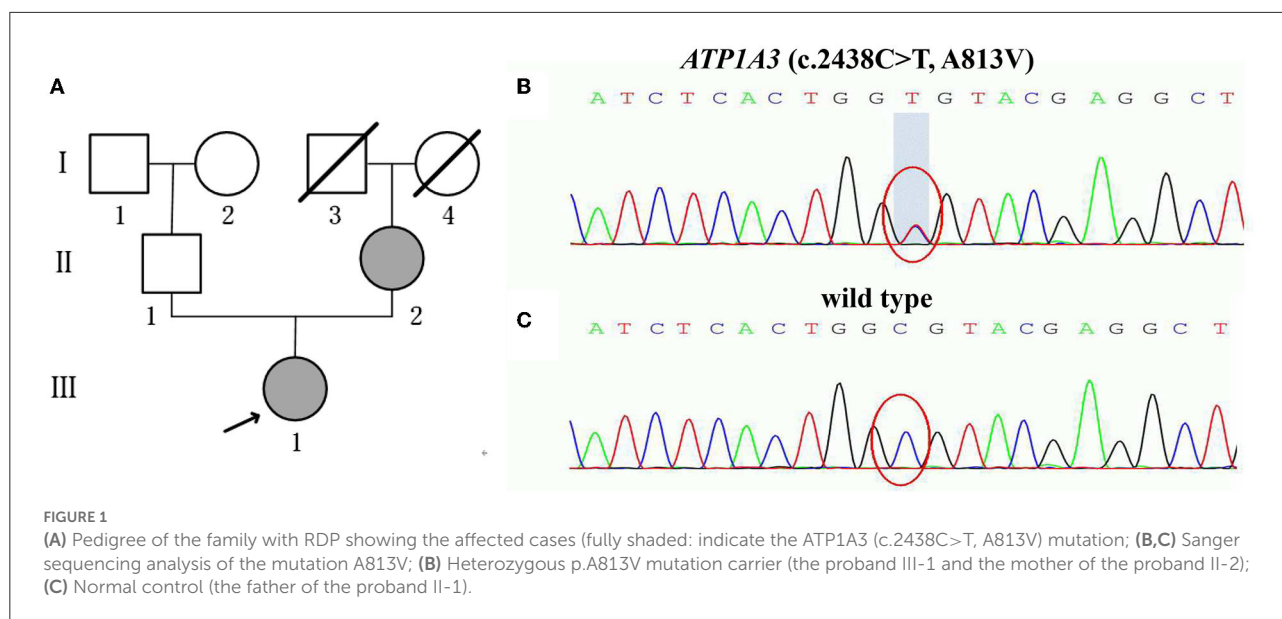 A
I
1
2
3
4
II
1
2
III
1
ATP1A3 (c.2438C>T, A813V)
B
A T C T C A C T G G T G T A C G A G G C T
wild type
C
A T C T C A C T G G C G T A C G A G G C T
FIGURE 1
(A) Pedigree of the family with RDP showing the affected cases (fully shaded: indicate the ATP1A3 (c.2438C>T, A813V) mutation; (B,C) Sanger
sequencing analysis of the mutation A813V; (B) Heterozygous p.A813V mutation carrier (the proband III-1 and the mother of the proband II-2);
(C) Normal control (the father of the proband II-1).